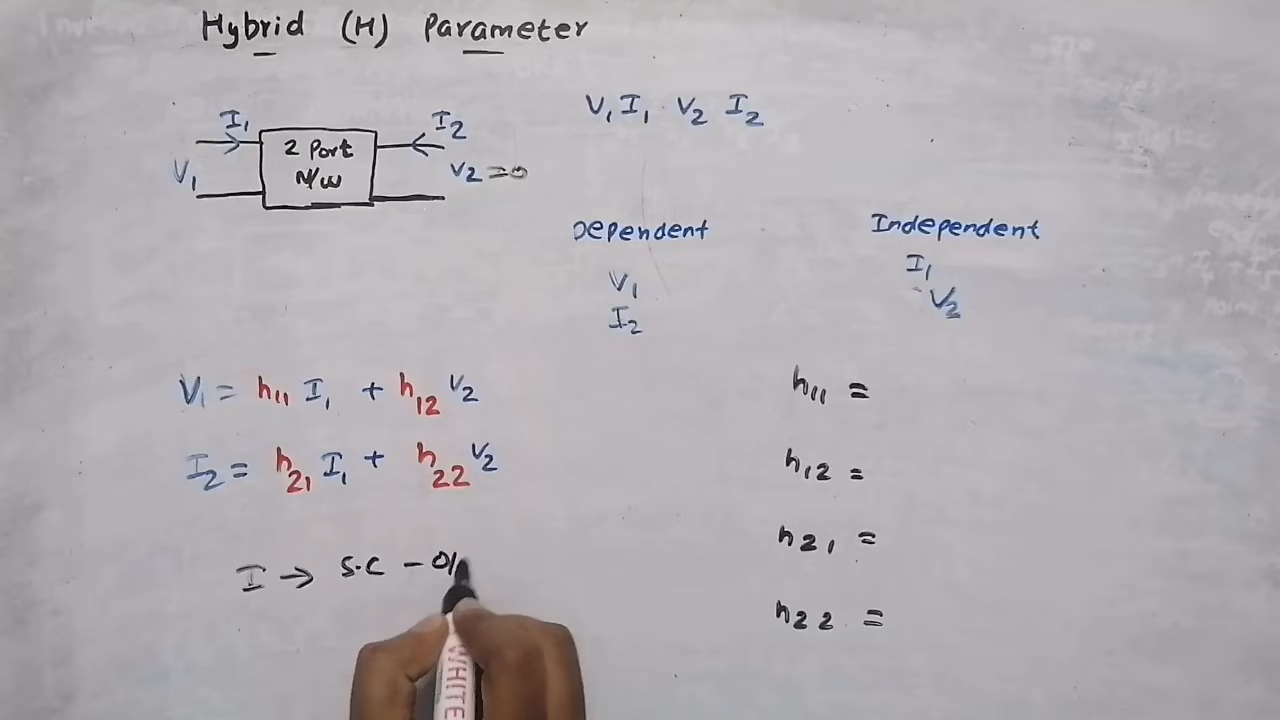 Hybrid (H) Parameter
V1 I1 V2 I2
I1 2 Port N/W I2
V1 V2=0
Dependent Independent
V1 I1
I2 V2
V1 = h11 I1 + h12 V2
I2 = h21 I1 + h22 V2
I → S.C - O/
h11 =
h12 =
h21 =
h22 =
WHITE